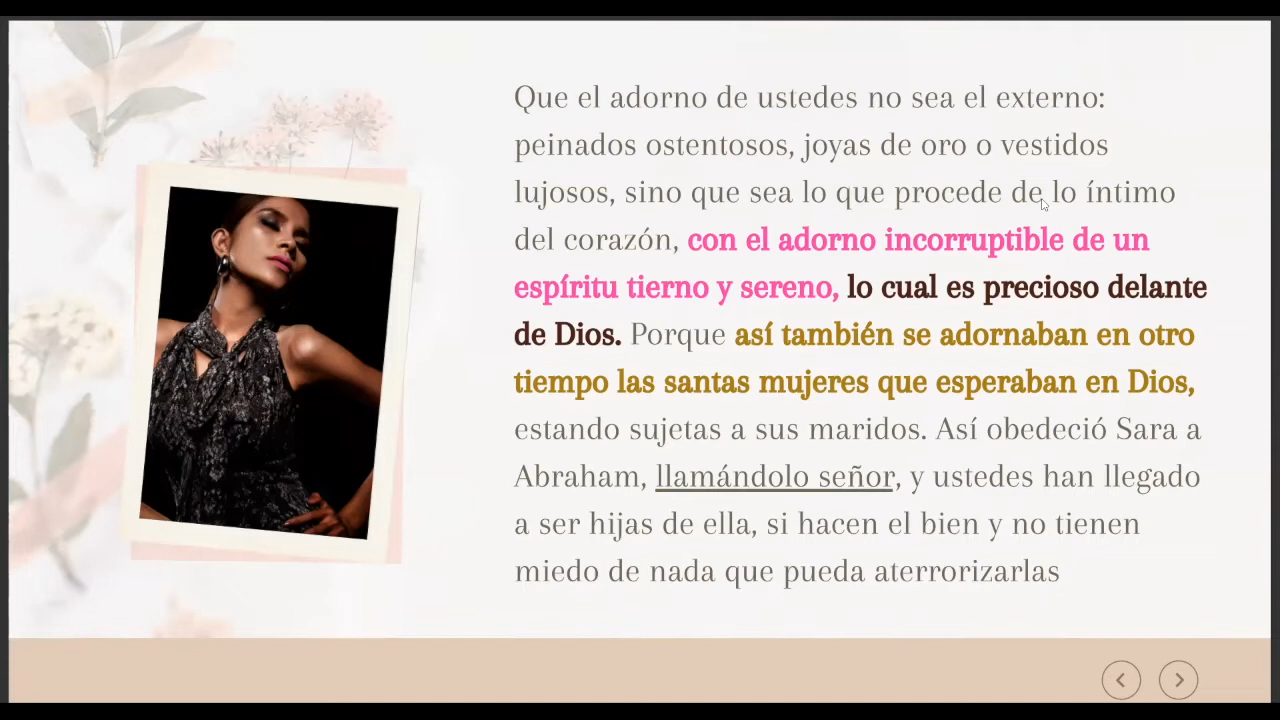 Que el adorno de ustedes no sea el externo:
peinados ostentosos, joyas de oro o vestidos
lujosos, sino que sea lo que procede de lo íntimo
del corazón, con el adorno incorruptible de un
espíritu tierno y sereno, lo cual es precioso delante
de Dios. Porque así también se adornaban en otro
tiempo las santas mujeres que esperaban en Dios,
estando sujetas a sus maridos. Así obedeció Sara a
Abraham, llamándolo señor, y ustedes han llegado
a ser hijas de ella, si hacen el bien y no tienen
miedo de nada que pueda aterrorizarlas